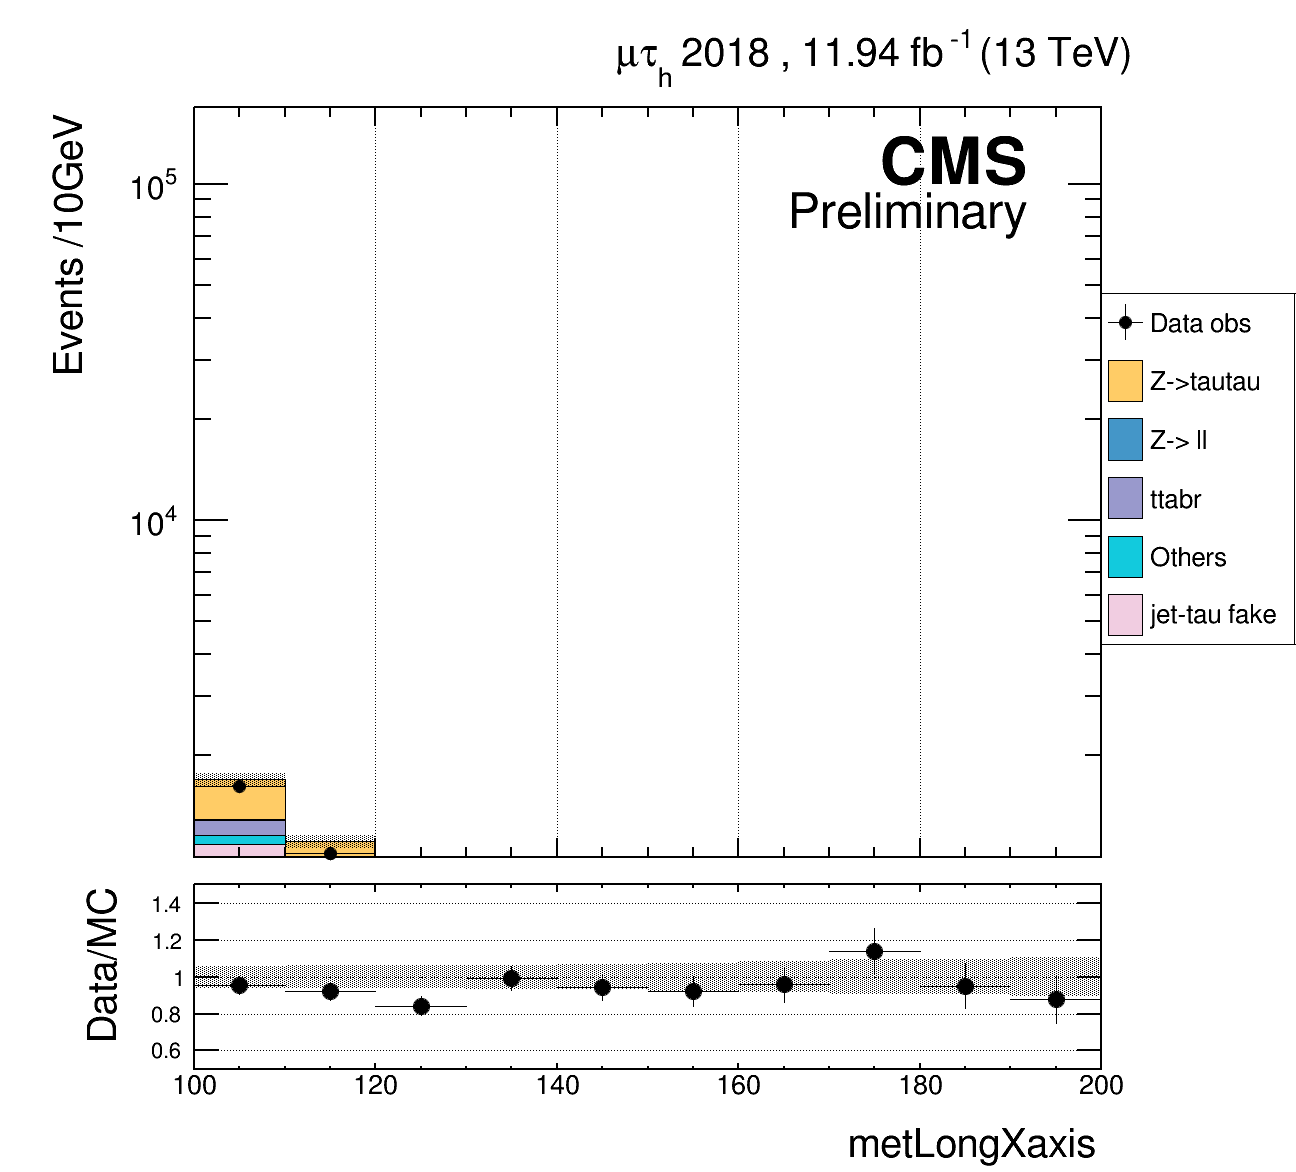 μτh 2018 , 11.94 fb-1 (13 TeV)
Events /10GeV
CMS
Preliminary
10^5
10^4
Data obs
Z->tautau
Z-> ll
ttabr
Others
jet-tau fake
Data/MC
1.4
1.2
1
0.8
0.6
100 120 140 160 180 200
metLongXaxis